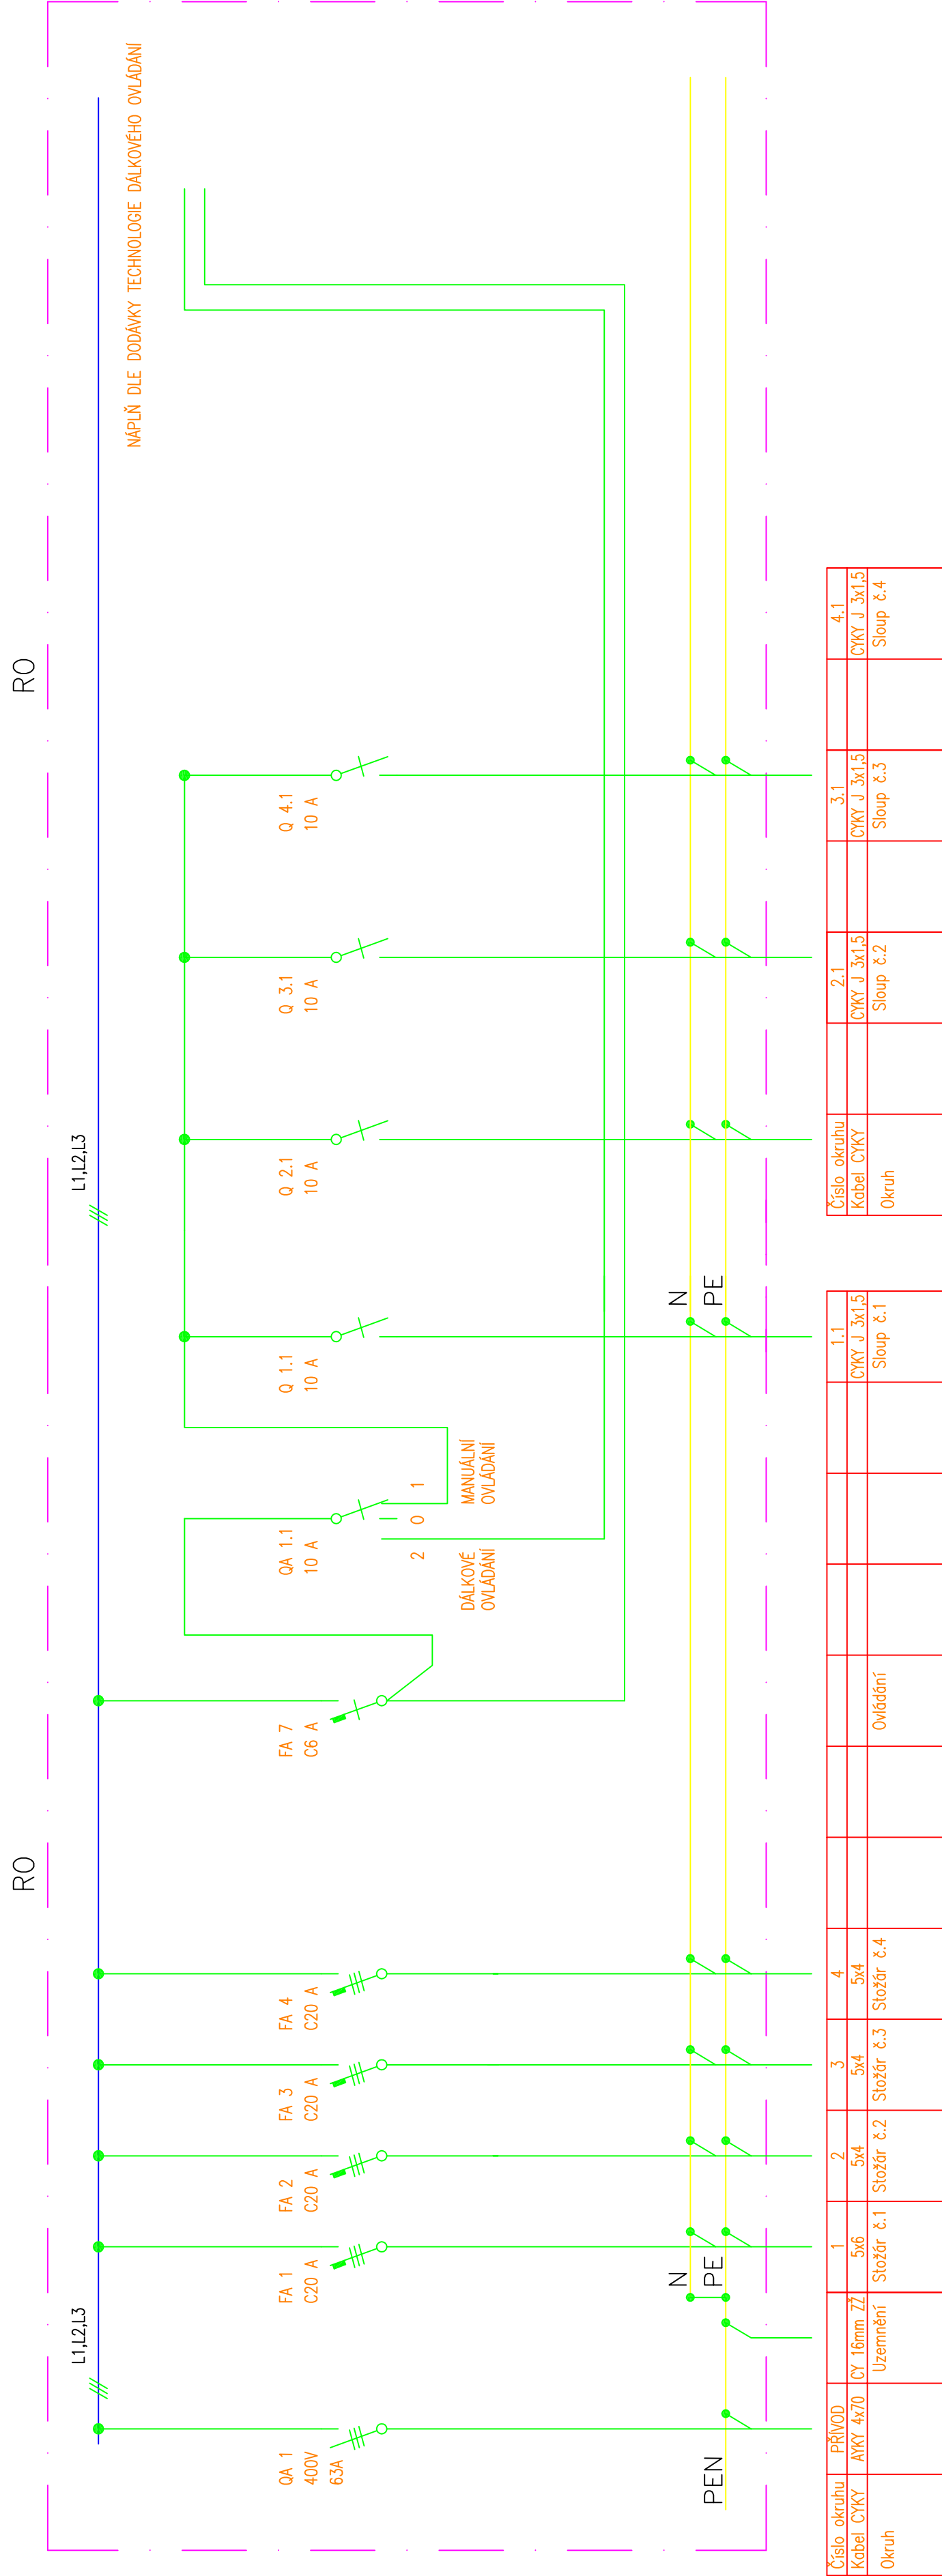 RO
RO
L1,L2,L3
L1,L2,L3
NÁPLŇ DLE DODÁVKY TECHNOLOGIE DÁLKOVÉHO OVLÁDÁNÍ
QA 1
400V
63A
FA 1
C20 A
FA 2
C20 A
FA 3
C20 A
FA 4
C20 A
FA 7
C6 A
QA 1.1
10 A
2 0 1
DÁLKOVÉ
OVLÁDÁNÍ
MANUÁLNÍ
OVLÁDÁNÍ
Q 1.1
10 A
Q 2.1
10 A
Q 3.1
10 A
Q 4.1
10 A
PEN
N
PE
N
PE
Číslo okruhu PŘÍVOD 1 2 3 4 1.1
Kabel CYKY AYKY 4x70 CY 16mm ZŽ 5x6 5x4 5x4 5x4 CYKY J 3x1,5
Okruh Uzemnění Stožár č.1 Stožár č.2 Stožár č.3 Stožár č.4 Ovládání Sloup č.1
Číslo okruhu 2.1 3.1 4.1
Kabel CYKY CYKY J 3x1,5 CYKY J 3x1,5 CYKY J 3x1,5
Okruh Sloup č.2 Sloup č.3 Sloup č.4